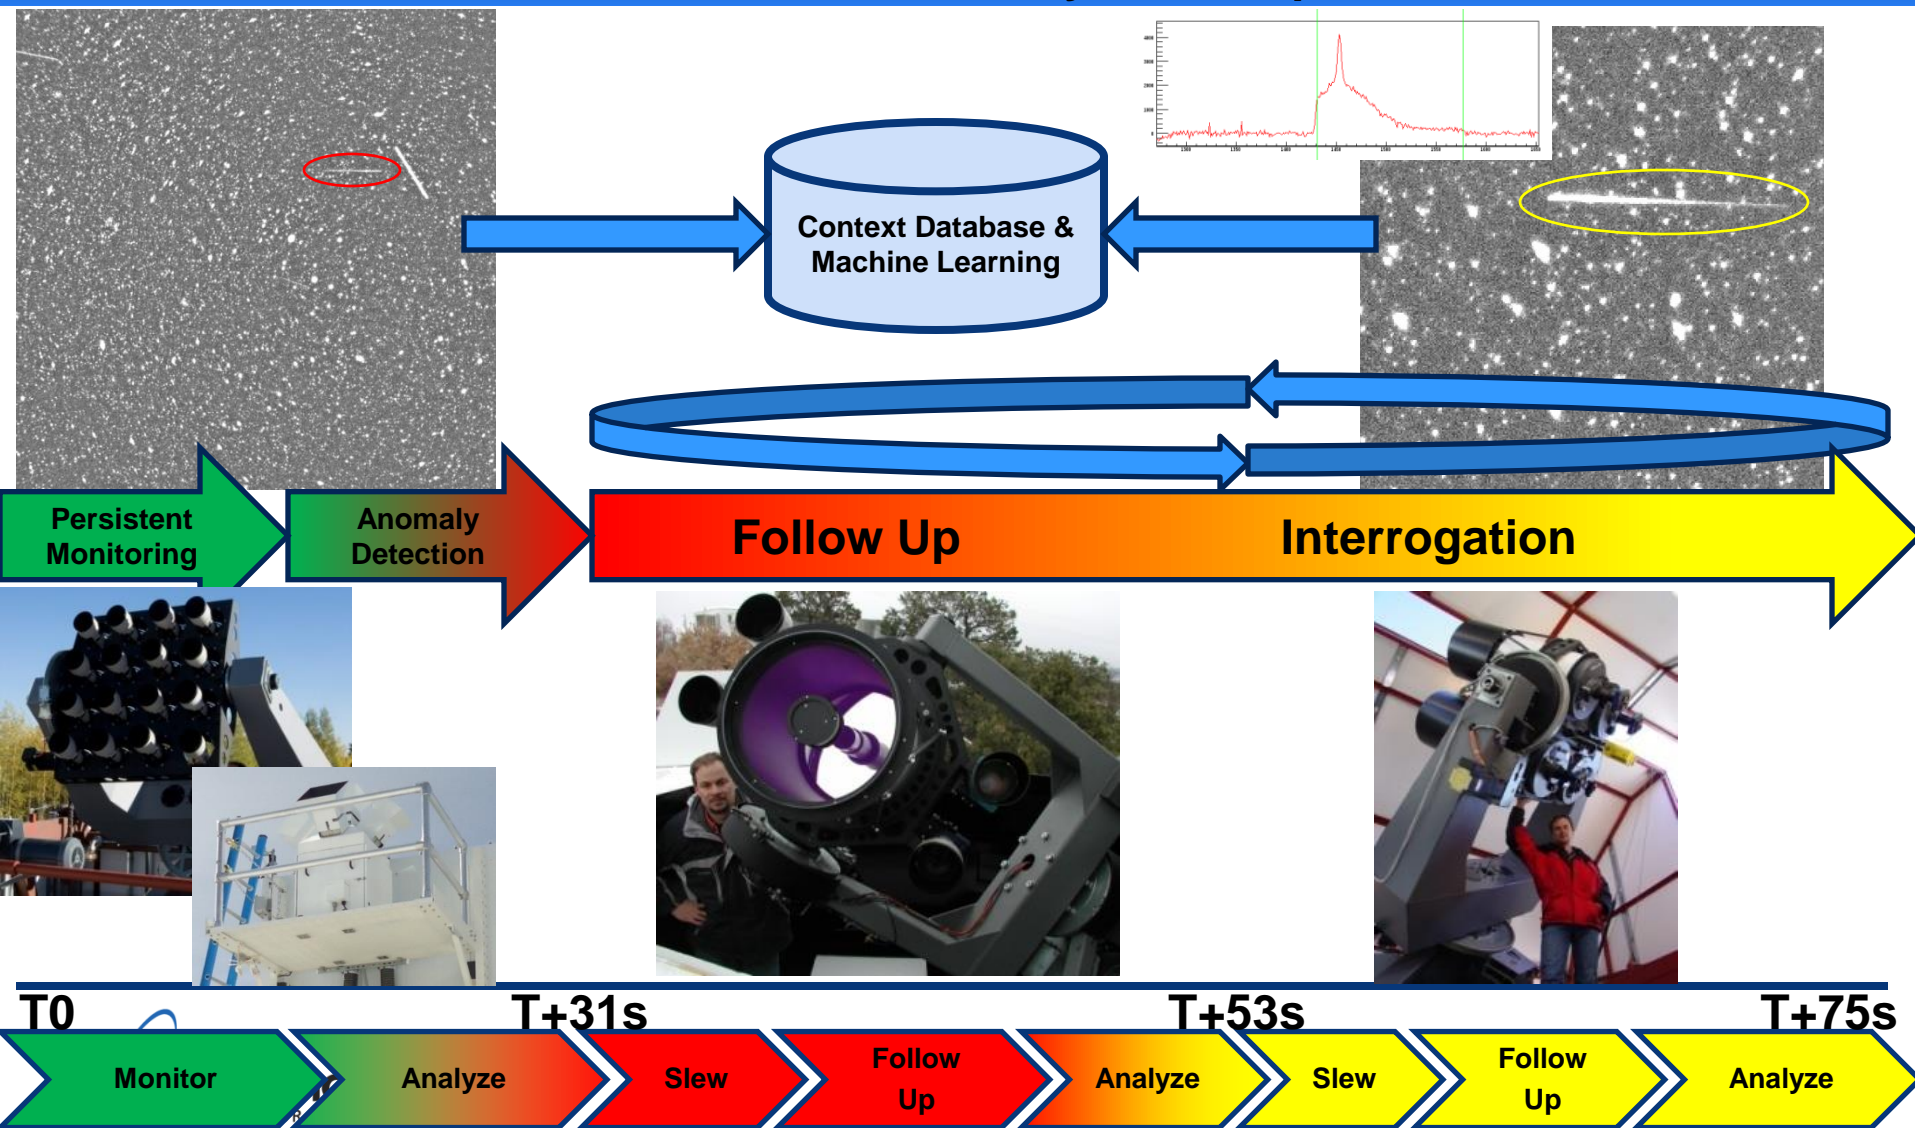 Context Database &
Machine Learning
Persistent
Monitoring
Anomaly
Detection
Follow Up
Interrogation
T0
T+31s
T+53s
T+75s
Monitor
Analyze
Slew
Follow
Up
Analyze
Slew
Follow
Up
Analyze